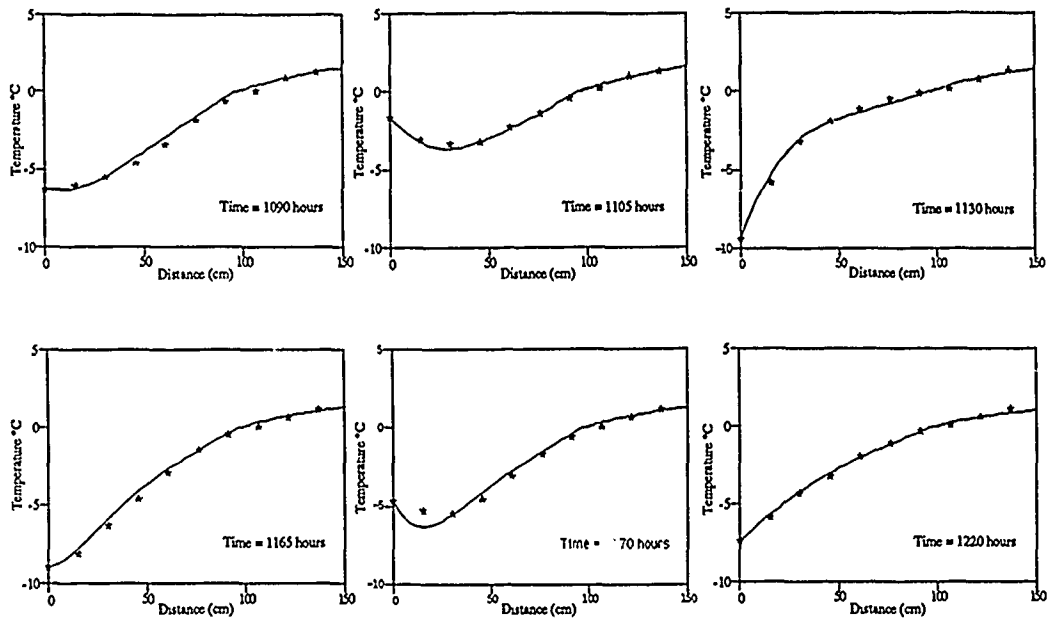 5
0
-5
-10
Temperature °C
Time = 1090 hours
0 50 100 150
Distance (cm)
5
0
-5
-10
Temperature °C
Time = 1105 hours
0 50 100 150
Distance (cm)
5
0
-5
-10
Temperature °C
Time = 1130 hours
0 50 100 150
Distance (cm)
5
0
-5
-10
Temperature °C
Time = 1165 hours
0 50 100 150
Distance (cm)
5
0
-5
-10
Temperature °C
Time = 70 hours
0 50 100 150
Distance (cm)
5
0
-5
-10
Temperature °C
Time = 1220 hours
0 50 100 150
Distance (cm)